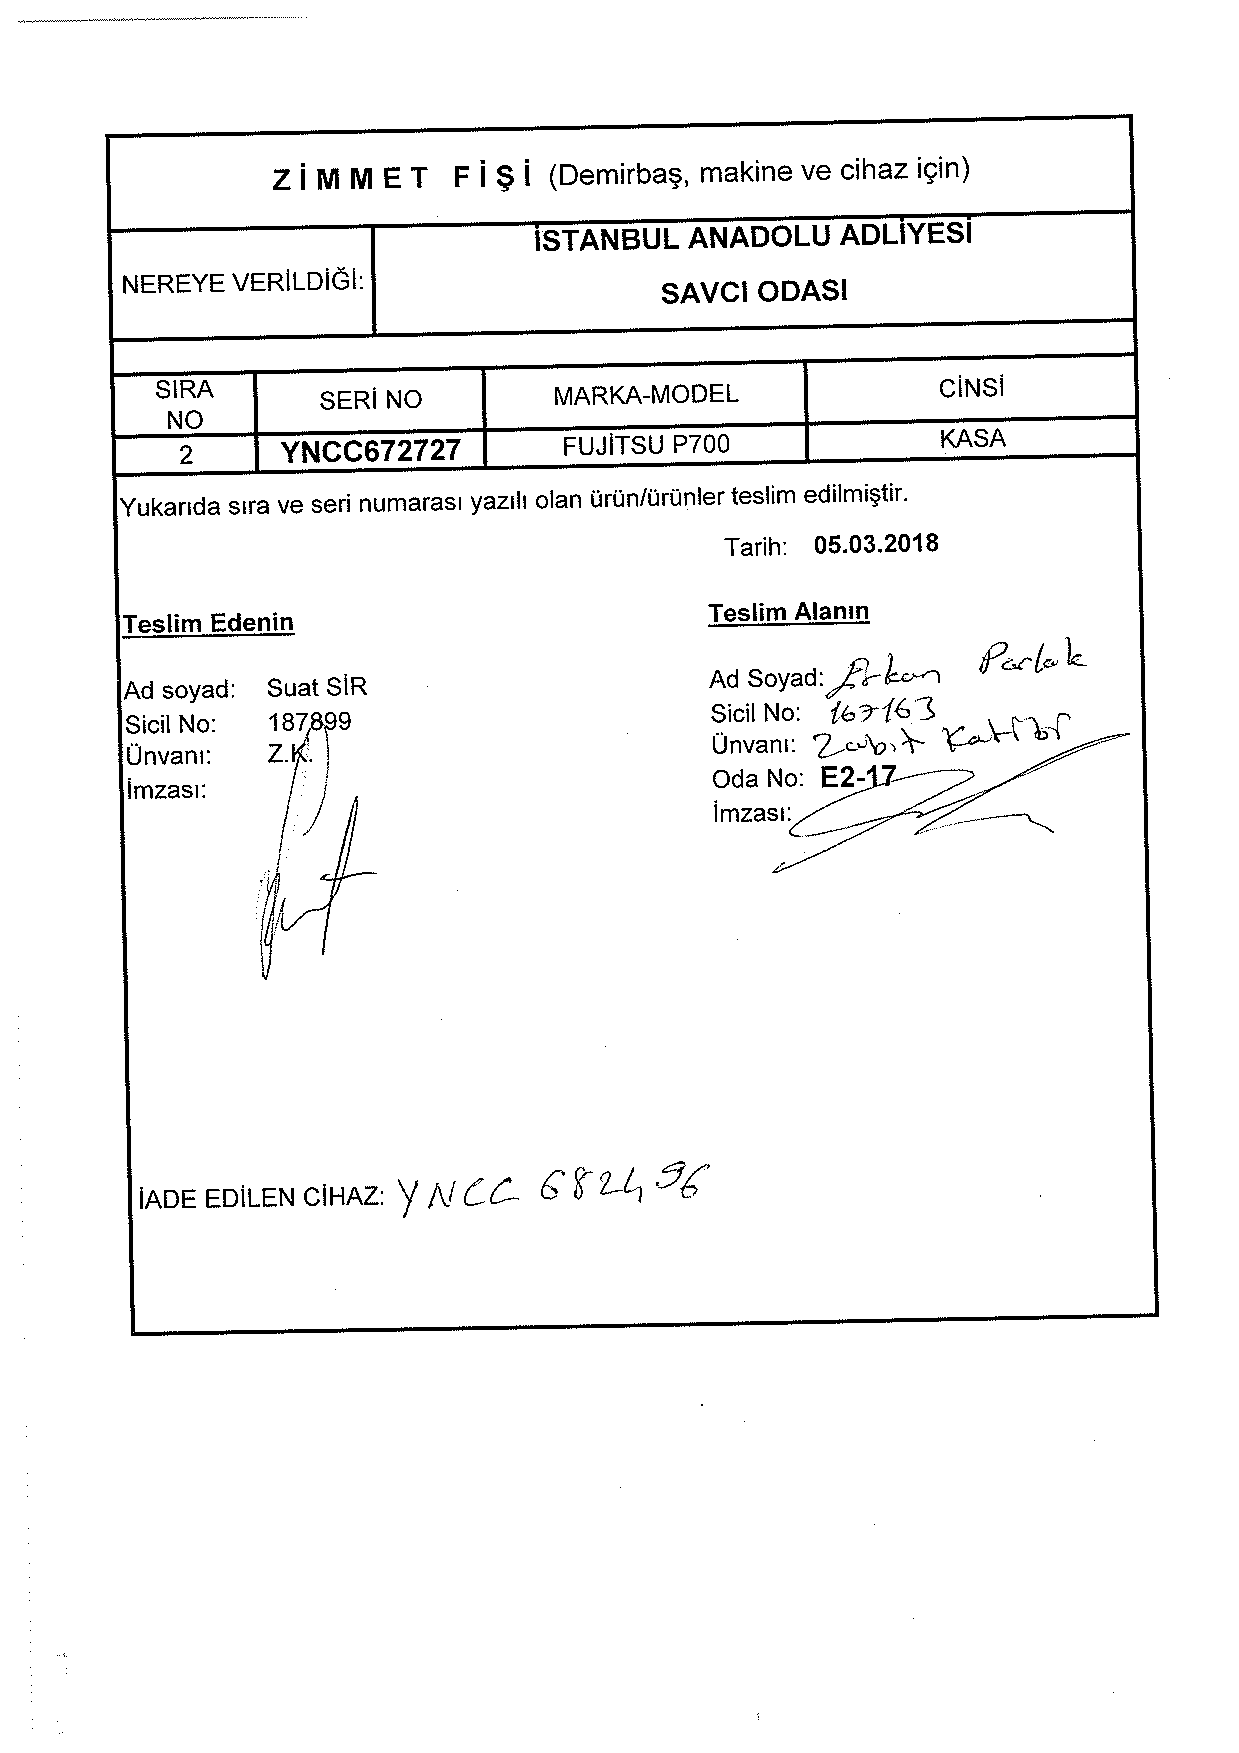 ZİMMET FİŞİ (Demirbaş, makine ve cihaz için)
NEREYE VERİLDİĞİ:
İSTANBUL ANADOLU ADLİYESİ
SAVCI ODASI
SIRA NO SERİ NO MARKA-MODEL CİNSİ
2 YNCC672727 FUJİTSU P700 KASA
Yukarıda sıra ve seri numarası yazılı olan ürün/ürünler teslim edilmiştir.
Tarih: 05.03.2018
Teslim Edenin
Ad soyad: Suat SİR
Sicil No: 187899
Ünvanı: Z.K.
İmzası:
Teslim Alanın
Ad Soyad: Erkan Parlak
Sicil No: 167163
Ünvanı: Zabıt Katibi
Oda No: E2-17
İmzası:
İADE EDİLEN CİHAZ: YNCC 682496